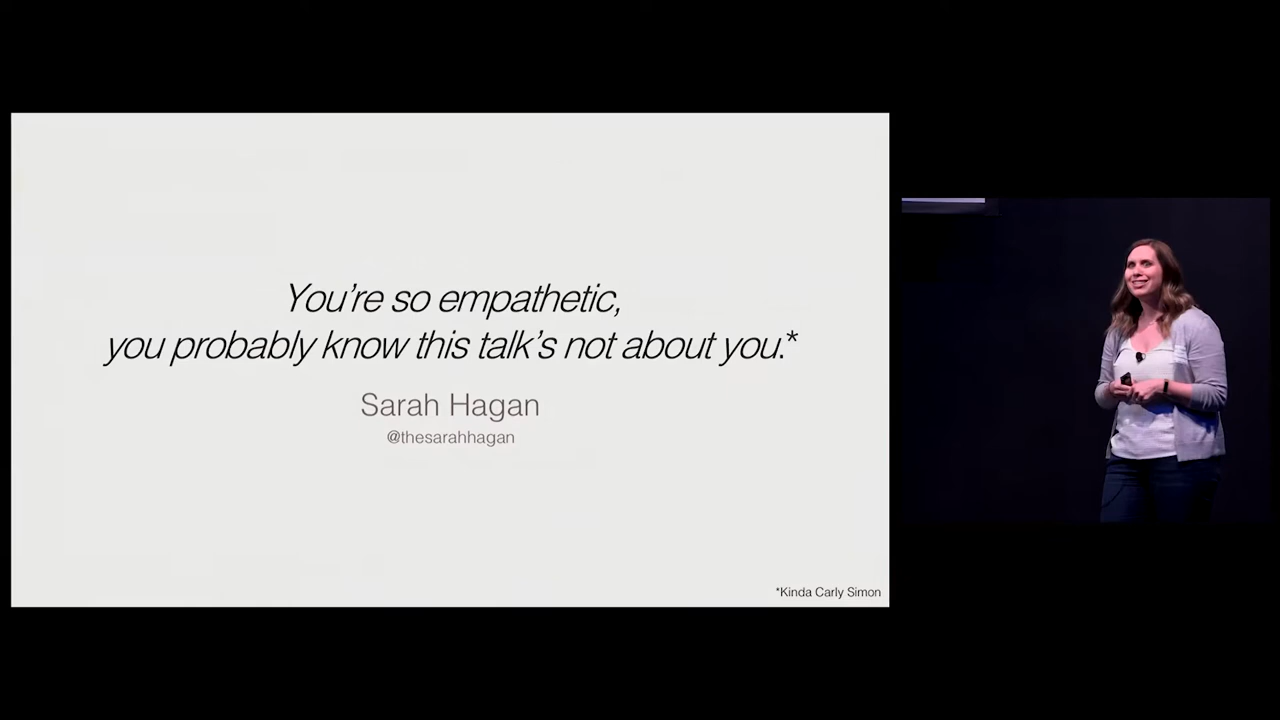 You're so empathetic,
you probably know this talk's not about you.*
Sarah Hagan
@thesarahhagan
*Kinda Carly Simon